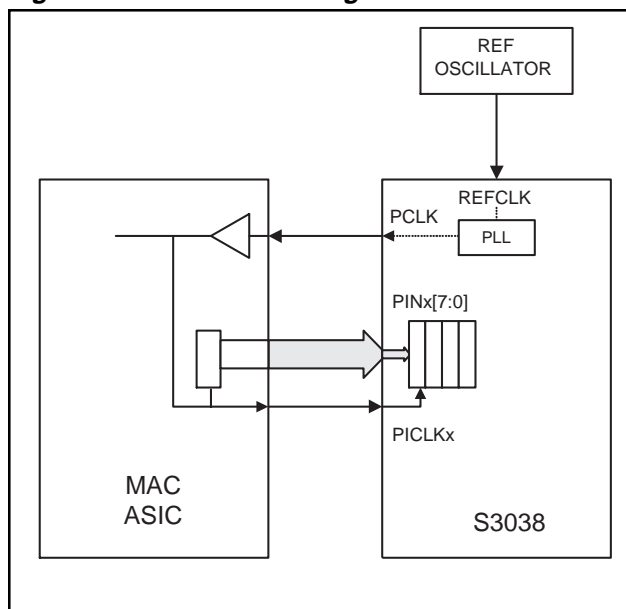 REF
OSCILLATOR
REFCLK
PCLK
PLL
PINx[7:0]
PICLKx
MAC
ASIC
S3038